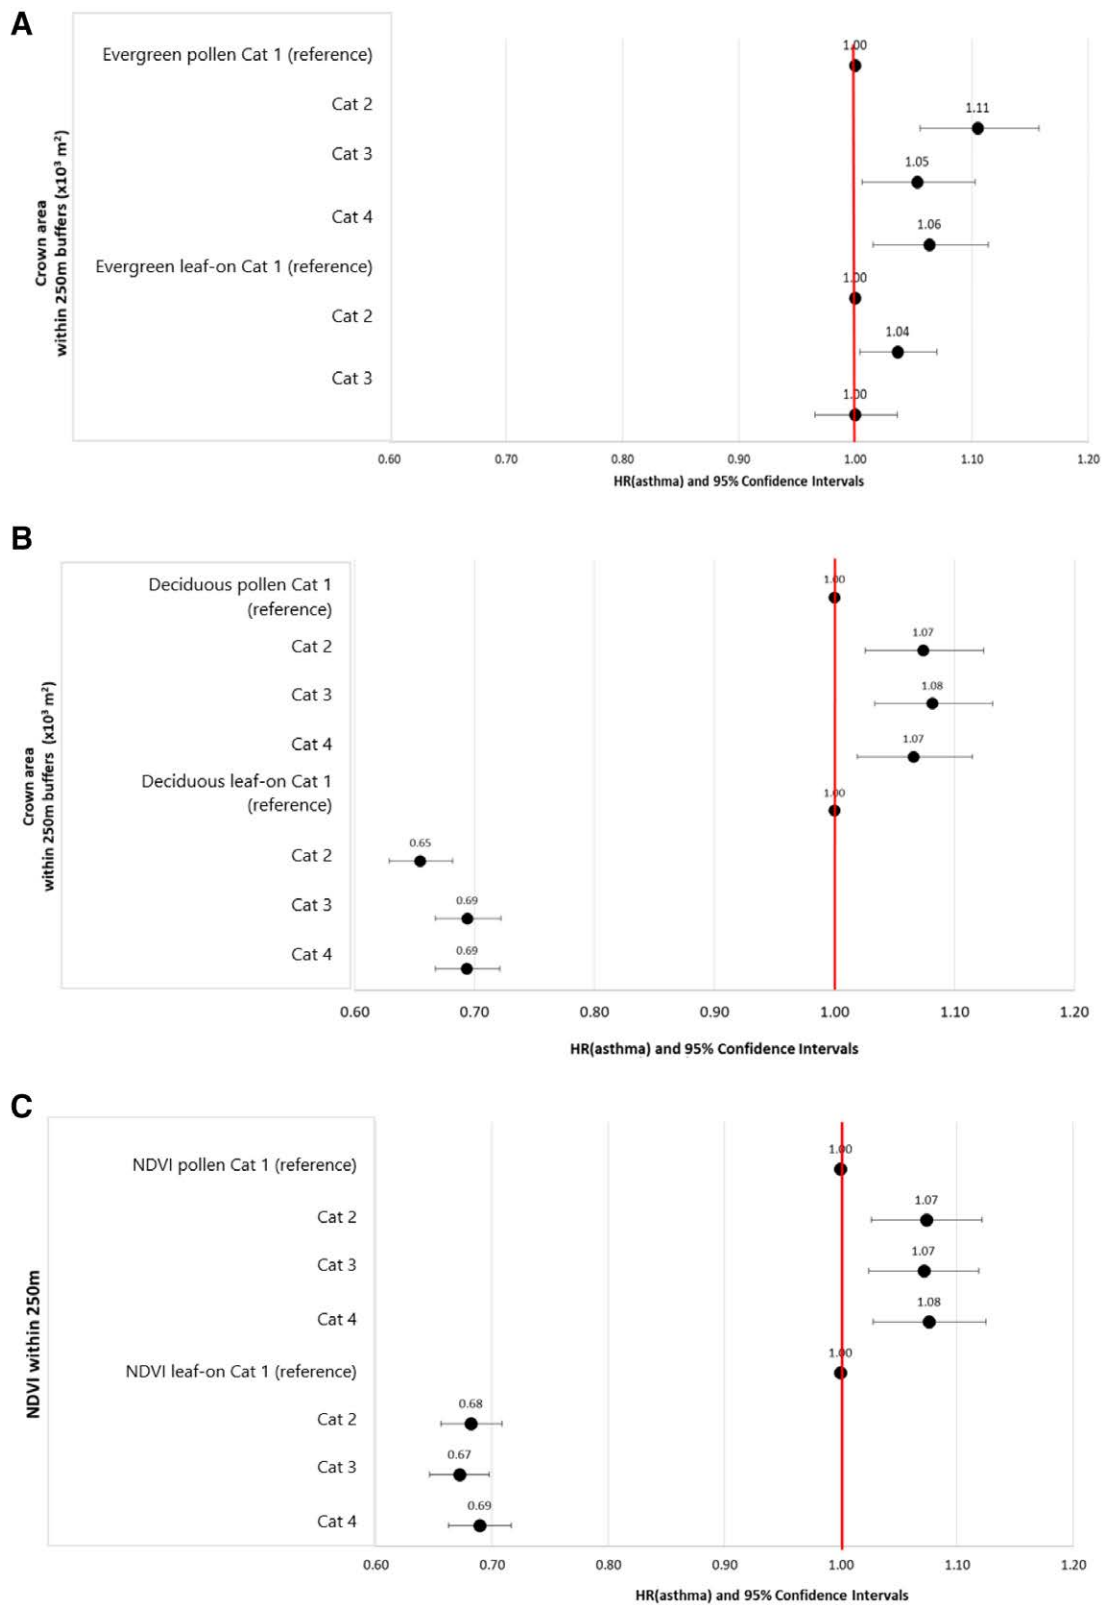 A
Crown area
within 250m buffers (x10³ m²)
Evergreen pollen Cat 1 (reference)
Cat 2
Cat 3
Cat 4
Evergreen leaf-on Cat 1 (reference)
Cat 2
Cat 3
1.00
1.11
1.05
1.06
1.00
1.04
1.00
0.60 0.70 0.80 0.90 1.00 1.10 1.20
HR(asthma) and 95% Confidence Intervals
B
Crown area
within 250m buffers (x10³ m²)
Deciduous pollen Cat 1
(reference)
Cat 2
Cat 3
Cat 4
Deciduous leaf-on Cat 1
(reference)
Cat 2
Cat 3
Cat 4
1.00
1.07
1.08
1.07
1.00
0.65
0.69
0.69
0.60 0.70 0.80 0.90 1.00 1.10 1.20
HR(asthma) and 95% Confidence Intervals
C
NDVI within 250m
NDVI pollen Cat 1 (reference)
Cat 2
Cat 3
Cat 4
NDVI leaf-on Cat 1 (reference)
Cat 2
Cat 3
Cat 4
1.00
1.07
1.07
1.08
1.00
0.68
0.67
0.69
0.60 0.70 0.80 0.90 1.00 1.10 1.20
HR(asthma) and 95% Confidence Intervals